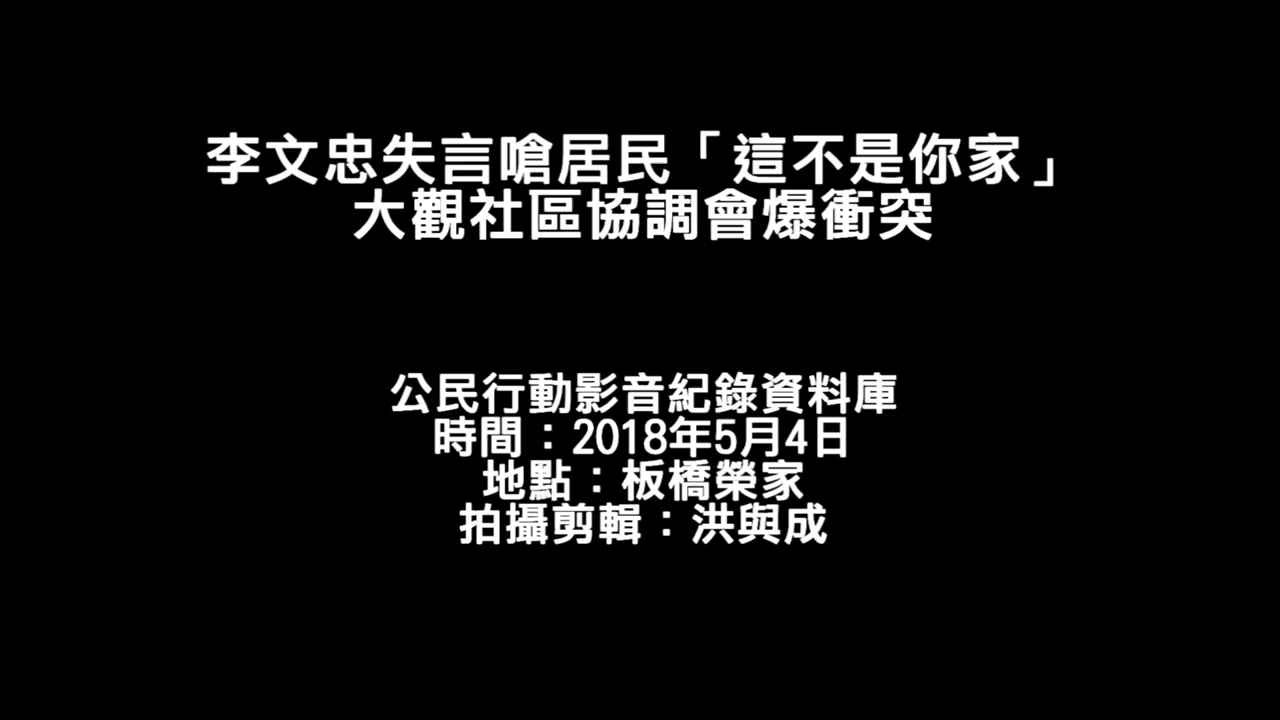 李文忠失言嗆居民「這不是你家」
大觀社區協調會爆衝突
公民行動影音紀錄資料庫
時間：2018年5月4日
地點：板橋榮家
拍攝剪輯：洪與成